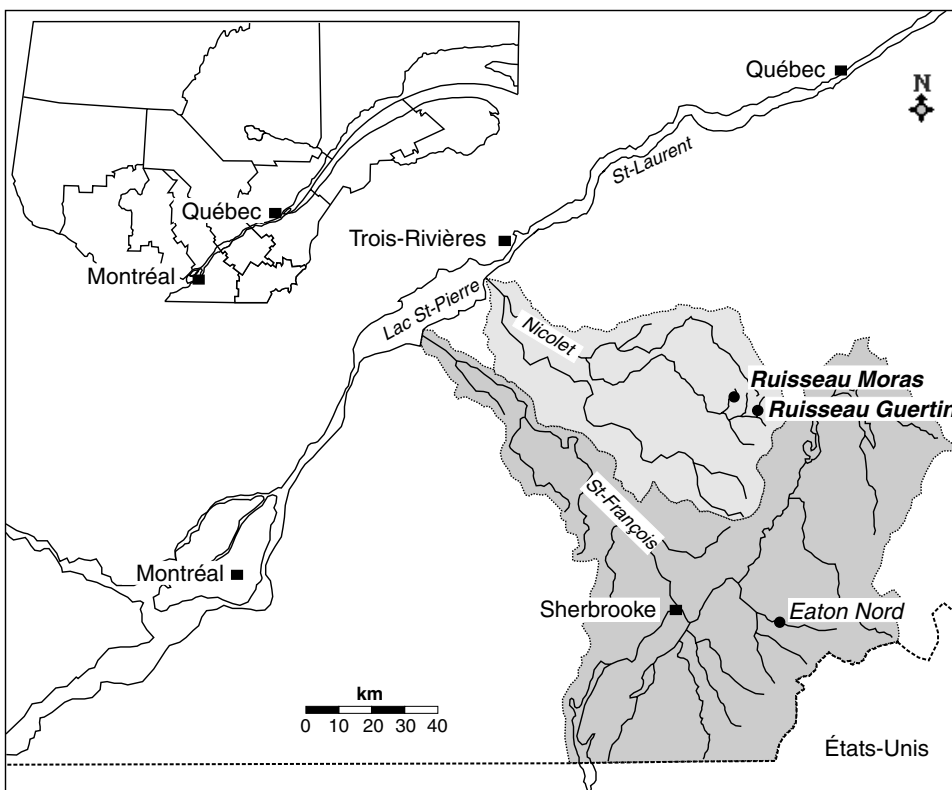 Québec
N
St-Laurent
Québec
Trois-Rivières
Montréal
Lac St-Pierre
Nicolet
Ruisseau Moras
Ruisseau Guertin
St-François
Montréal
Sherbrooke
Eaton Nord
km
0 10 20 30 40
États-Unis